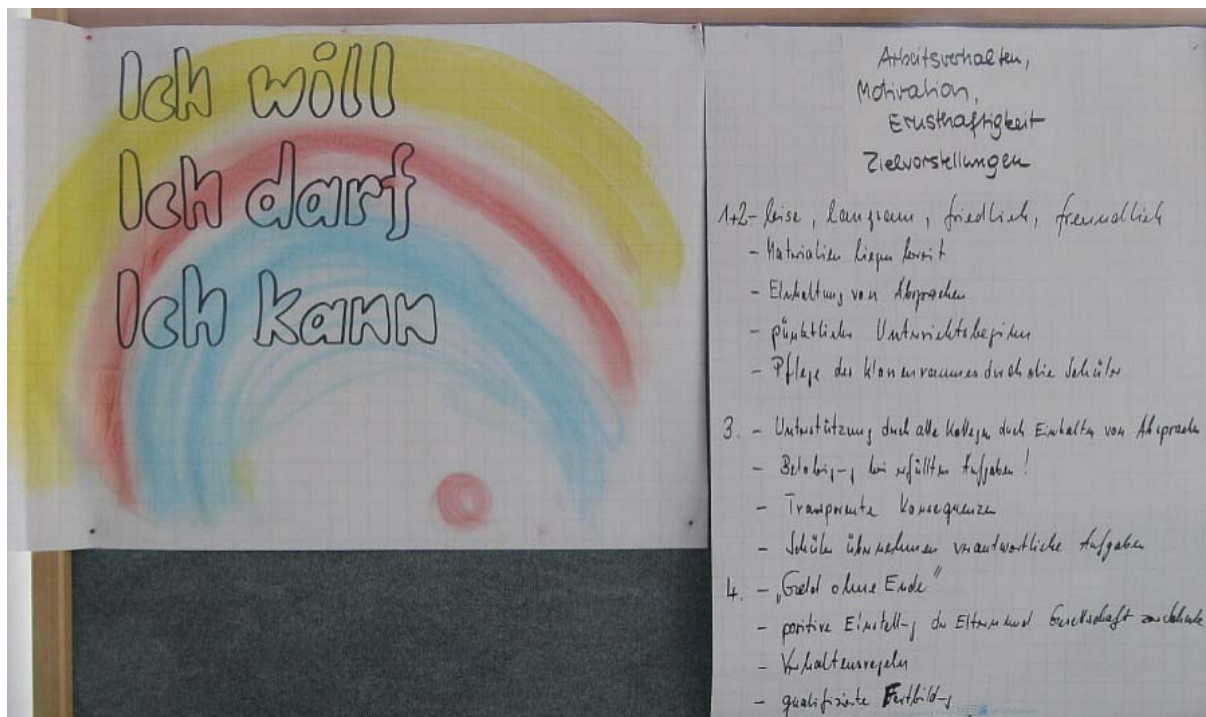 Ich will
Ich darf
Ich kann
Arbeitsverhalten,
Motivation,
Ernsthaftigkeit
Zielvorstellungen
1+2 - leise, langsam, friedlich, freundlich
- Materialien liegen bereit
- Einhaltung von Absprachen
- pünktlicher Unterrichtsbeginn
- Pflege des Klassenraumes durch die Schüler
3. - Unterstützung durch alle Kollegen durch Einhalten von Absprachen
- Belobig-g bei erfüllten Aufgaben!
- Transparente Konsequenzen
- Schüler übernehmen verantwortliche Aufgaben
4. - „Geld ohne Ende"
- positive Einstell-g der Eltern und Gesellschaft zur Schule
- Verhaltensregeln
- qualifizierte Fortbild-g